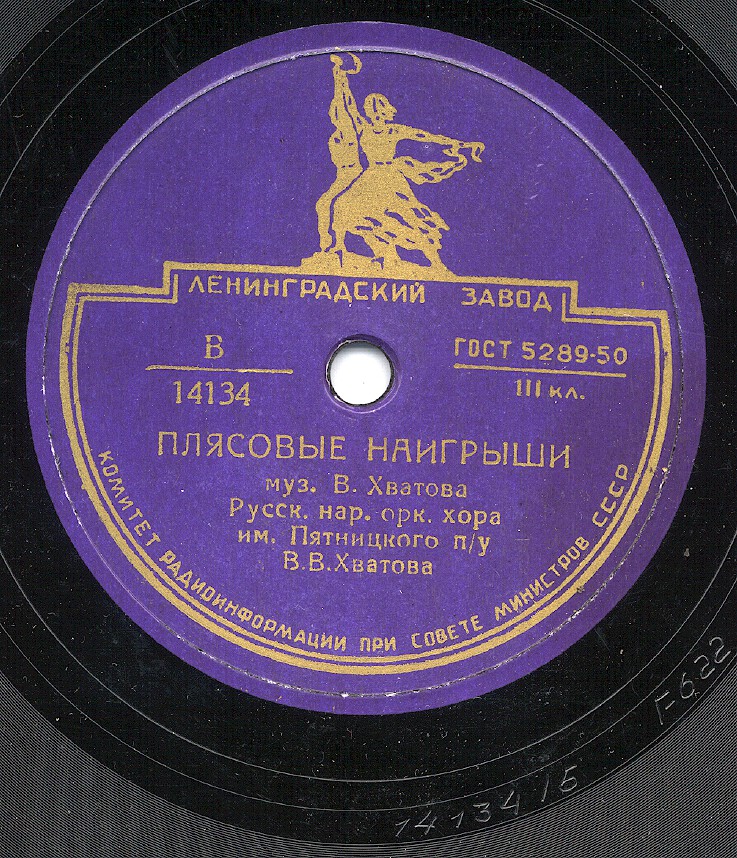 ЛЕНИНГРАДСКИЙ ЗАВОД
В
14134
ГОСТ 5289-50
III кл.
ПЛЯСОВЫЕ НАИГРЫШИ
муз. В. Хватова
Русск. нар. орк. хора
им. Пятницкого п/у
В.В.Хватова
КОМИТЕТ РАДИОИНФОРМАЦИИ ПРИ СОВЕТЕ МИНИСТРОВ СССР
Г-622
14134/5